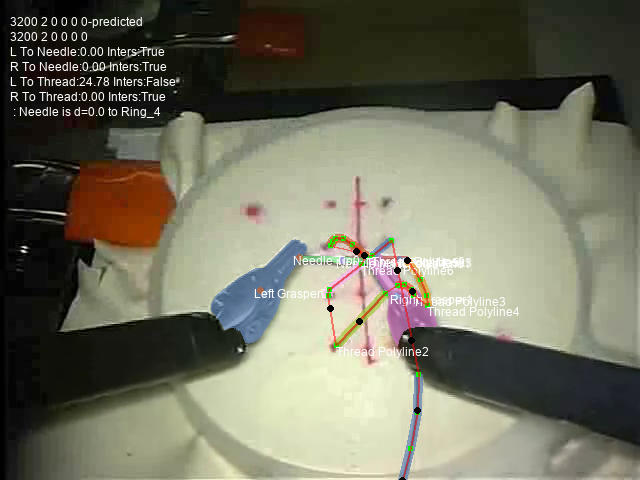 3200 2 0 0 0 0-predicted
3200 2 0 0 0 0
L To Needle:0.00 Inters:True
R To Needle:0.00 Inters:True
L To Thread:24.78 Inters:False
R To Thread:0.00 Inters:True
: Needle is d=0.0 to Ring_4
Needle Tip
Thread Polyline6
Left Grasper
Thread Polyline3
Thread Polyline4
Thread Polyline2